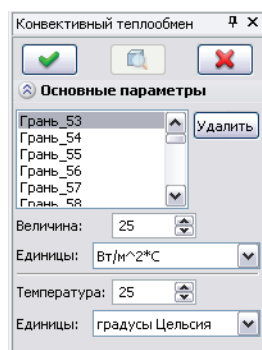 Конвективный теплообмен
Основные параметры
Грань_53
Грань_54
Грань_55
Грань_56
Грань_57
Грань_58
Удалить
Величина: 25
Единицы: Вт/м^2*C
Температура: 25
Единицы: градусы Цельсия